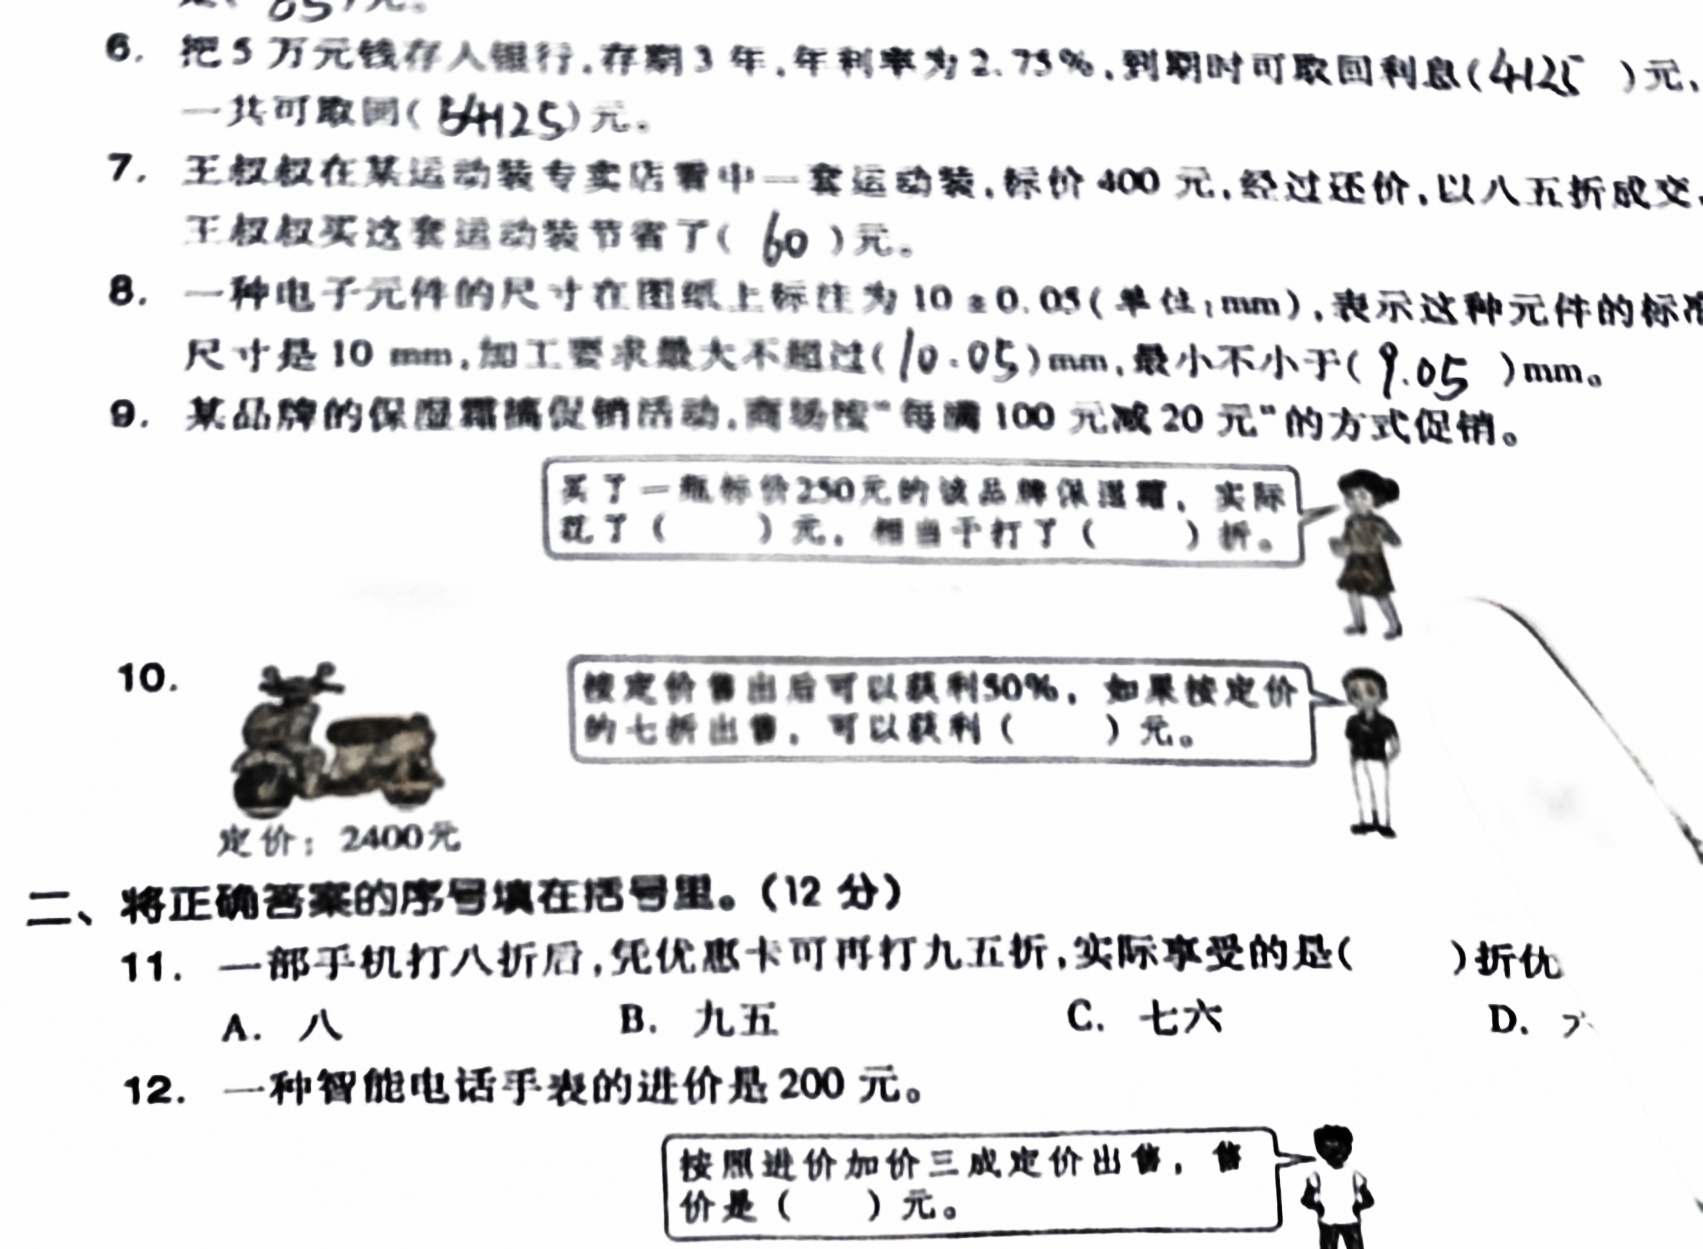 6. 把5万元钱存入银行,存期3年,年利率为2.75%,到期时可取回利息(4125)元,
一共可取回(54125)元。
7. 王叔叔在某运动装专卖店看中一套运动装,标价400元,经过还价,以八五折成交,
王叔叔买这套运动装节省了(60)元。
8. 一种电子元件的尺寸在图纸上标注为10±0.05(单位:mm),表示这种元件的标准
尺寸是10 mm,加工要求最大不超过(10.05)mm,最小不小于(9.05)mm。
9. 某品牌的保湿霜搞促销活动,商场按“每满100元减20元”的方式促销。
买了一瓶标价250元的该品牌保湿霜,实际
花了( )元,相当于打了( )折。
10.
按定价售出后可以获利50%,如果按定价
的七折出售,可以获利( )元。
定价:2400元
二、将正确答案的序号填在括号里。(12分)
11. 一部手机打八折后,凭优惠卡可再打九五折,实际享受的是( )折优
A. 八 B. 九五 C. 七六 D.
12. 一种智能电话手表的进价是200元。
按照进价加价三成定价出售,售
价是( )元。